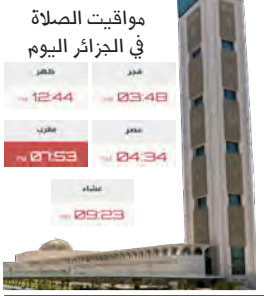 مواقيت الصلاة
في الجزائر اليوم
فجر ظهر
03:48 12:44
عصر مغرب
04:34 07:53
عشاء
09:23